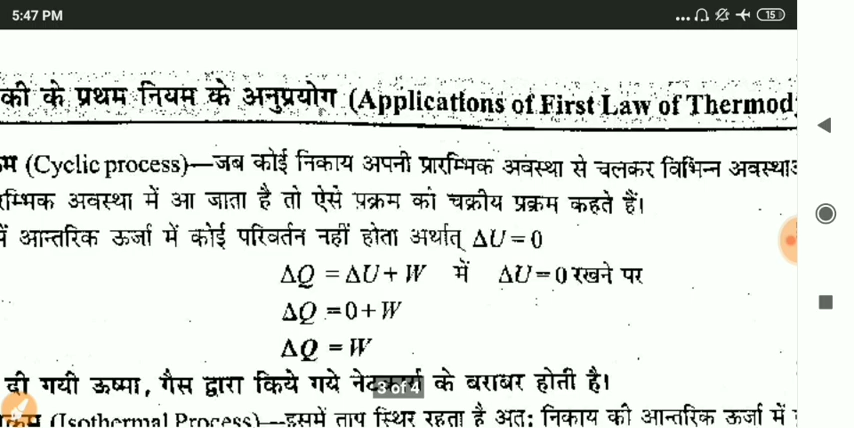 5:47 PM
15
की के प्रथम नियम के अनुप्रयोग (Applications of First Law of Thermod
(Cyclic process)—जब कोई निकाय अपनी प्रारम्भिक अवस्था से चलकर विभिन्न
अवस्था में आ जाता है तो ऐसे प्रक्रम को चक्रीय प्रक्रम कहते हैं।
में आन्तरिक ऊर्जा में कोई परिवर्तन नहीं होता अर्थात् ΔU = 0
ΔQ = ΔU + W में ΔU = 0 रखने पर
ΔQ = 0 + W
ΔQ = W
दी गयी ऊष्मा, गैस द्वारा किये गये के बराबर होती है।
3 of 4
(Isothermal Process)—इसमें ताप स्थिर रहता है अतः निकाय की आन्तरिक ऊर्जा में